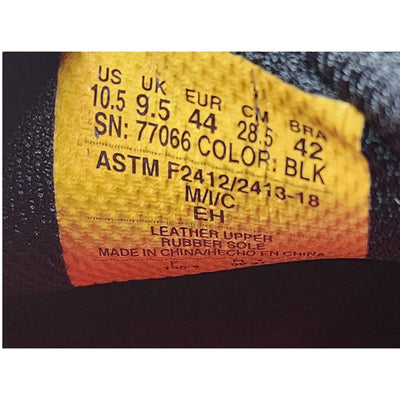 US UK EUR CM BRA
10.5 9.5 44 28.5 42
SN: 77066 COLOR: BLK
ASTM F2412/2413-18
M/I/C
EH
LEATHER UPPER
RUBBER SOLE
MADE IN CHINA/HECHO EN CHINA